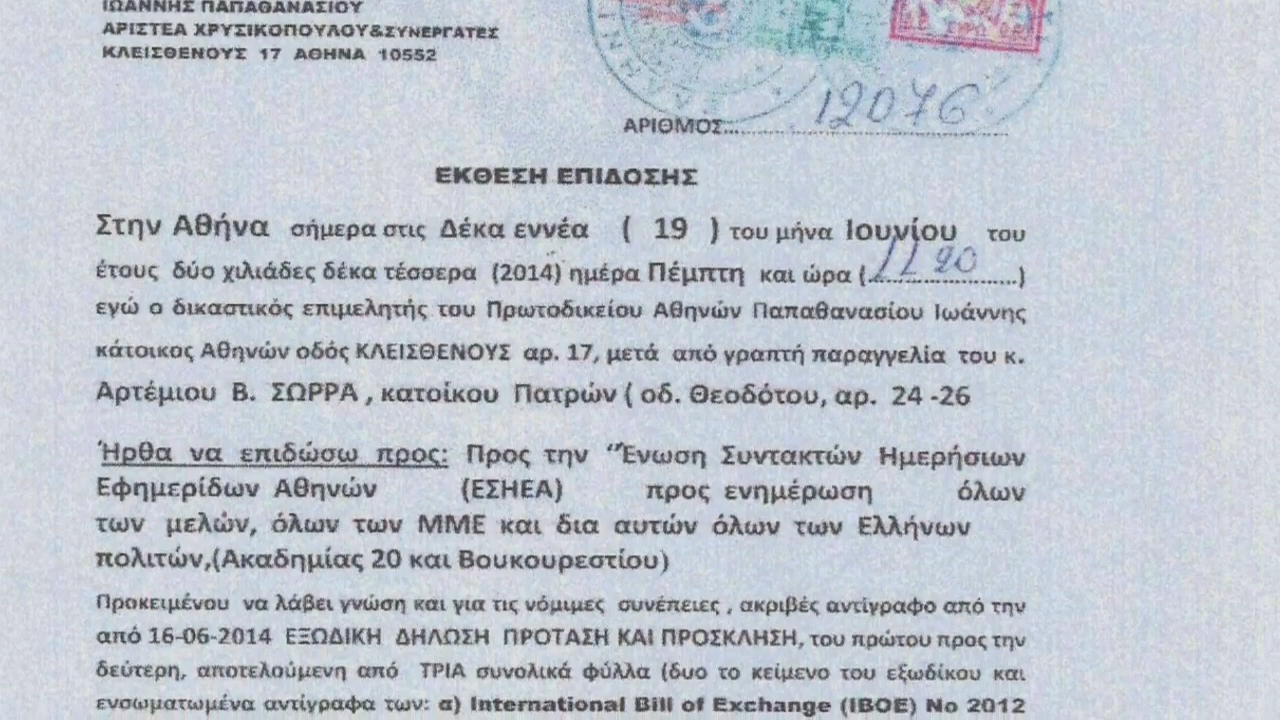 ΙΩΑΝΝΗΣ ΠΑΠΑΘΑΝΑΣΙΟΥ
ΑΡΙΣΤΕΑ ΧΡΥΣΙΚΟΠΟΥΛΟΥ&ΣΥΝΕΡΓΑΤΕΣ
ΚΛΕΙΣΘΕΝΟΥΣ 17 ΑΘΗΝΑ 10552
ΑΡΙΘΜΟΣ... 12076
ΕΚΘΕΣΗ ΕΠΙΔΟΣΗΣ
Στην Αθήνα σήμερα στις Δέκα εννέα ( 19 ) του μήνα Ιουνίου του
έτους δύο χιλιάδες δέκα τέσσερα (2014) ημέρα Πέμπτη και ώρα (11 20)
εγώ ο δικαστικός επιμελητής του Πρωτοδικείου Αθηνών Παπαθανασίου Ιωάννης
κάτοικος Αθηνών οδός ΚΛΕΙΣΘΕΝΟΥΣ αρ. 17, μετά από γραπτή παραγγελία του κ.
Αρτέμιου Β. ΣΩΡΡΑ , κατοίκου Πατρών ( οδ. Θεοδότου, αρ. 24 -26
Ήρθα να επιδώσω προς: Προς την “Ένωση Συντακτών Ημερήσιων
Εφημερίδων Αθηνών (ΕΣΗΕΑ) προς ενημέρωση όλων
των μελών, όλων των ΜΜΕ και δια αυτών όλων των Ελλήνων
πολιτών,(Ακαδημίας 20 και Βουκουρεστίου)
Προκειμένου να λάβει γνώση και για τις νόμιμες συνέπειες , ακριβές αντίγραφο από την
από 16-06-2014 ΕΞΩΔΙΚΗ ΔΗΛΩΣΗ ΠΡΟΤΑΣΗ ΚΑΙ ΠΡΟΣΚΛΗΣΗ, του πρώτου προς την
δεύτερη, αποτελούμενη από ΤΡΙΑ συνολικά φύλλα (δυο το κείμενο του εξωδίκου και
ενσωματωμένα αντίγραφα των: α) International Bill of Exchange (IBOE) No 2012